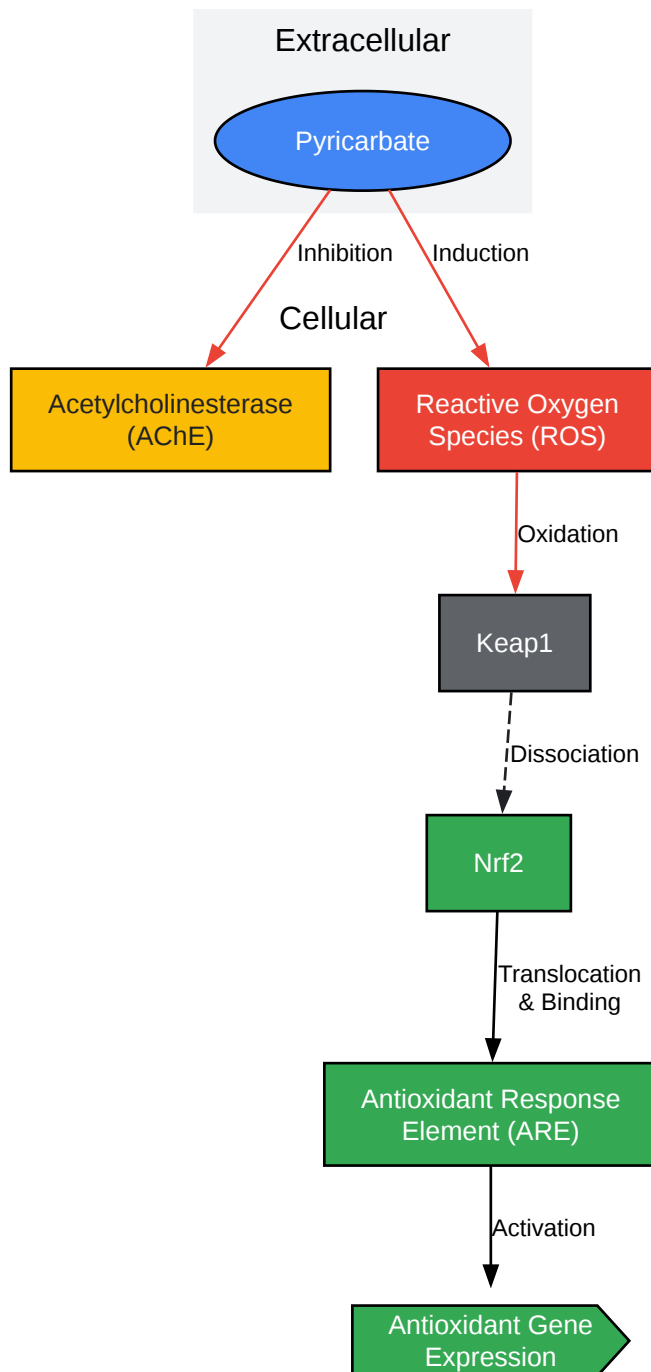 Extracellular
Pyricarbate
Inhibition
Induction
Cellular
Acetylcholinesterase
(AChE)
Reactive Oxygen
Species (ROS)
Oxidation
Keap1
Dissociation
Nrf2
Translocation
& Binding
Antioxidant Response
Element (ARE)
Activation
Antioxidant Gene
Expression